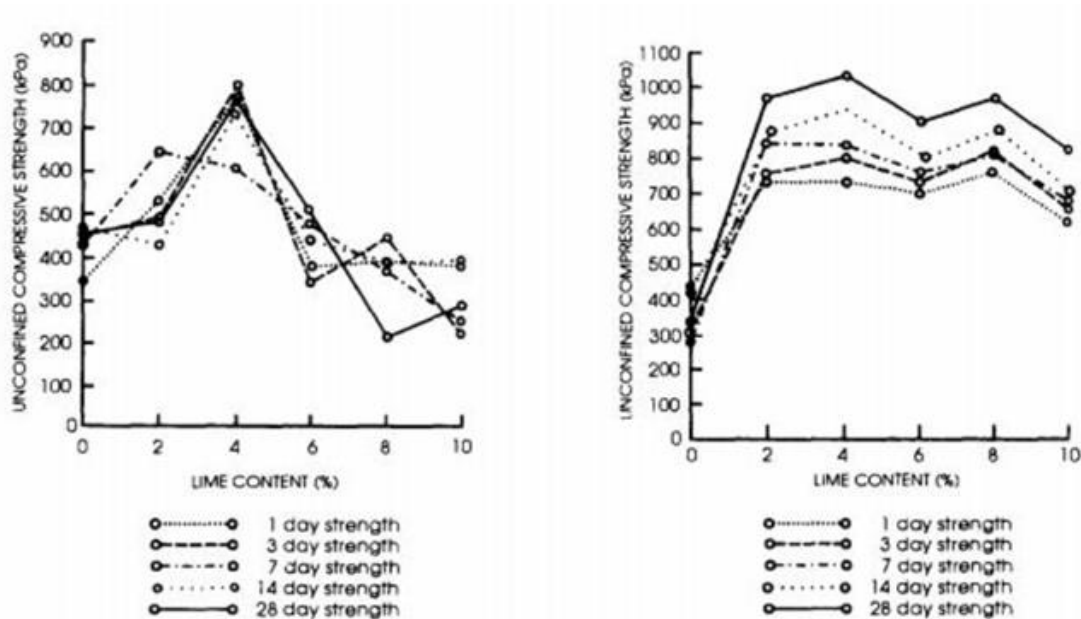 UNCONFINED COMPRESSIVE STRENGTH (kPa)
900
800
700
600
500
400
300
200
100
0
0 2 4 6 8 10
LIME CONTENT (%)
1 day strength
3 day strength
7 day strength
14 day strength
28 day strength
UNCONFINED COMPRESSIVE STRENGTH (kPa)
1100
1000
900
800
700
600
500
400
300
200
100
0
0 2 4 6 8 10
LIME CONTENT (%)
1 day strength
3 day strength
7 day strength
14 day strength
28 day strength